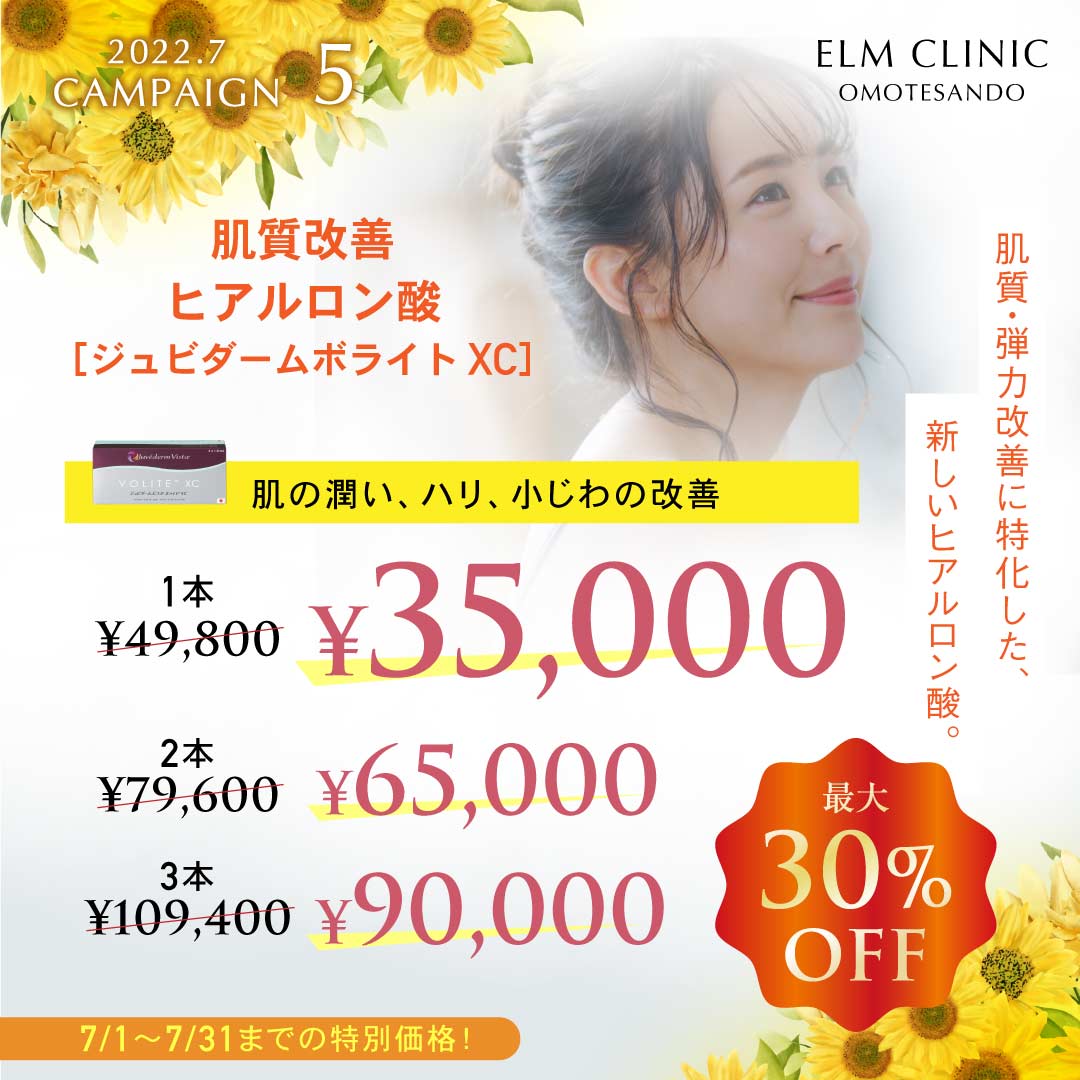 2022.7
CAMPAIGN 5
ELM CLINIC
OMOTESANDO
肌質改善
ヒアルロン酸
［ジュビダームボライト XC］
肌質・弾力改善に特化した、
新しいヒアルロン酸。
Juvéderm Vista
VOLITE XC
肌の潤い、ハリ、小じわの改善
1本
¥49,800
¥35,000
2本
¥79,600
¥65,000
3本
¥109,400
¥90,000
最大
30%
OFF
7/1～7/31までの特別価格！